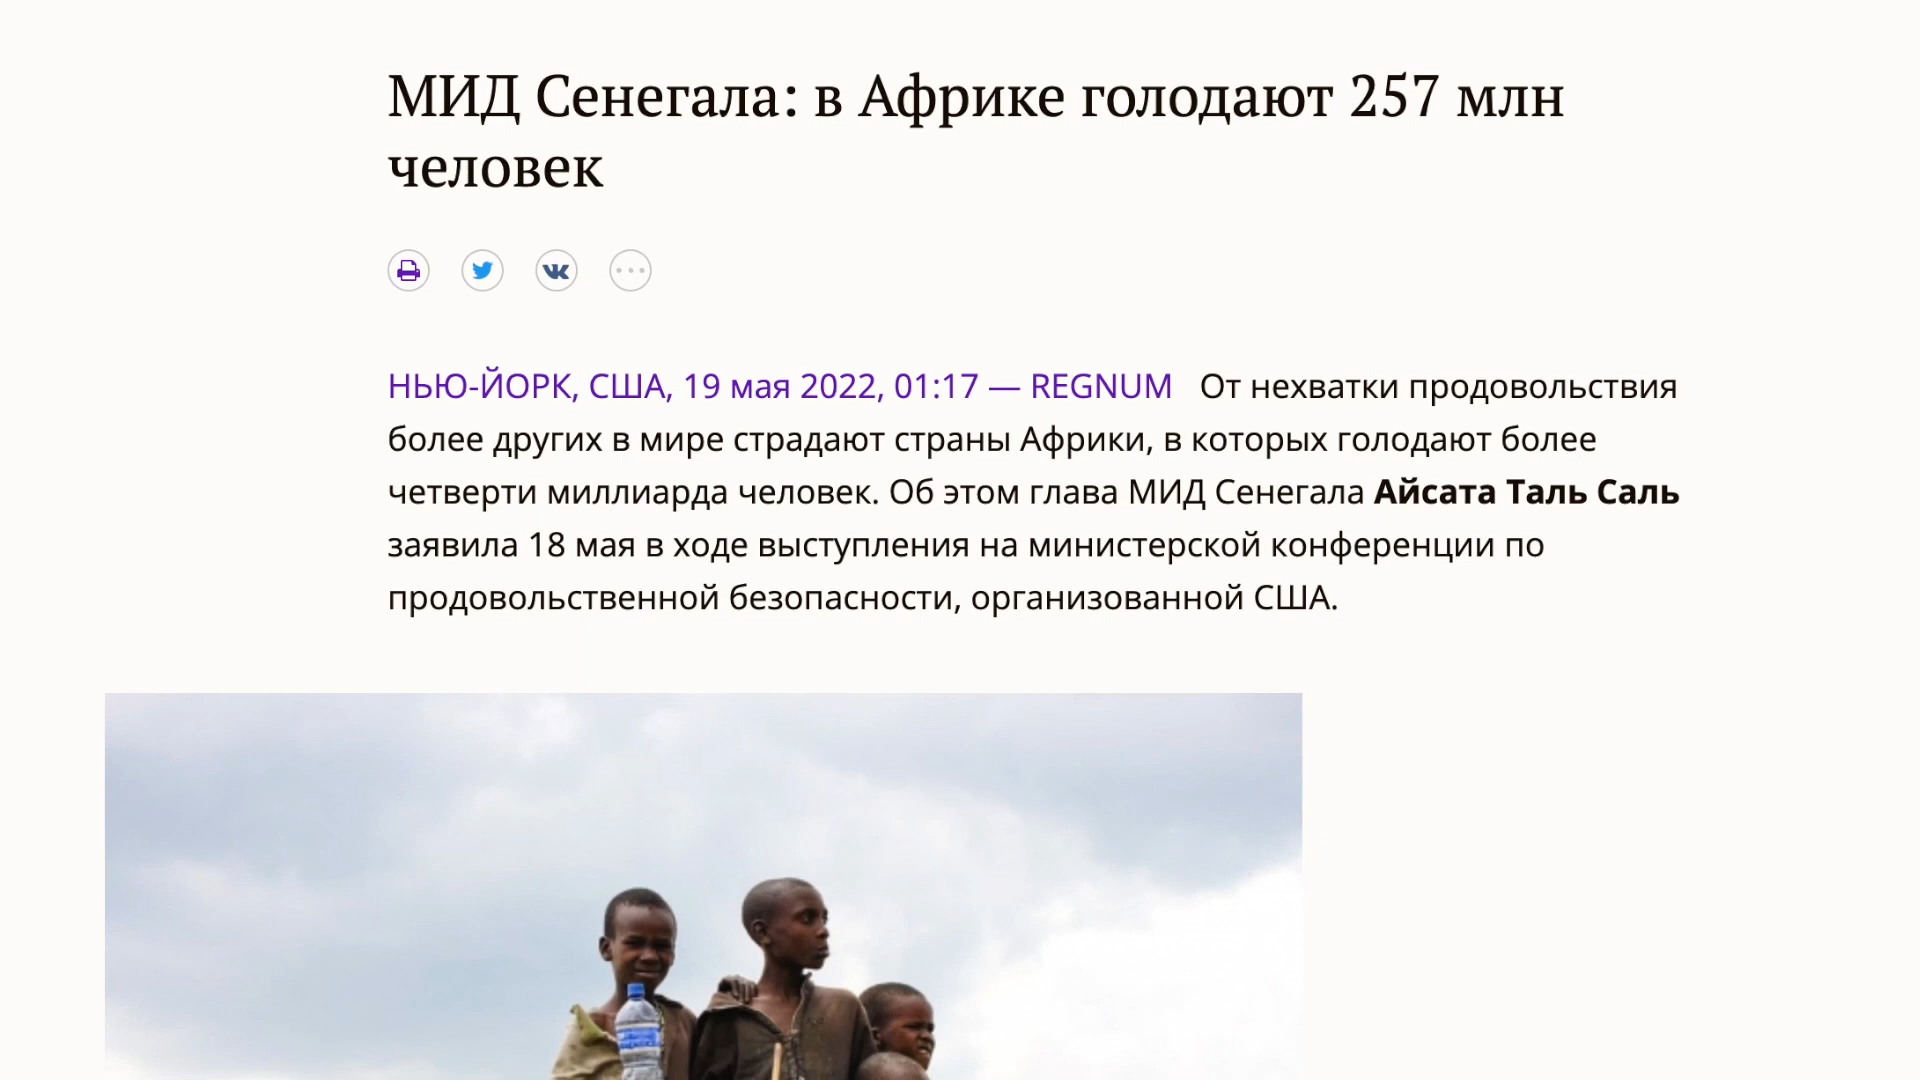 МИД Сенегала: в Африке голодают 257 млн
человек
НЬЮ-ЙОРК, США, 19 мая 2022, 01:17 — REGNUM От нехватки продовольствия
более других в мире страдают страны Африки, в которых голодают более
четверти миллиарда человек. Об этом глава МИД Сенегала Айсата Таль Саль
заявила 18 мая в ходе выступления на министерской конференции по
продовольственной безопасности, организованной США.